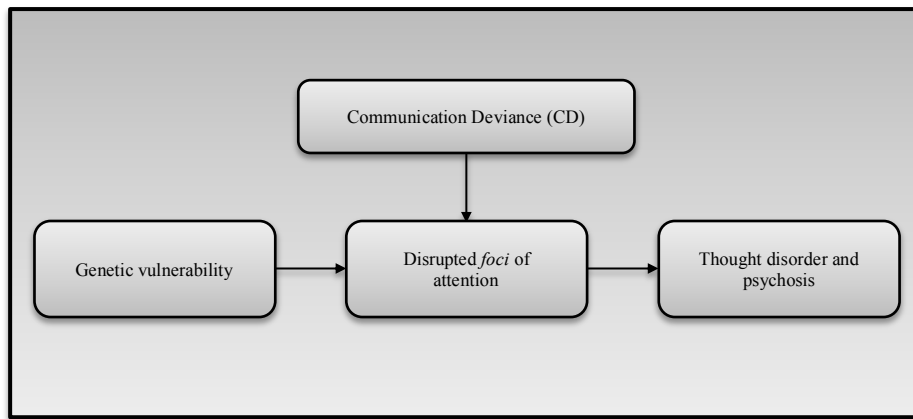 Communication Deviance (CD)
Genetic vulnerability
Disrupted foci of
attention
Thought disorder and
psychosis